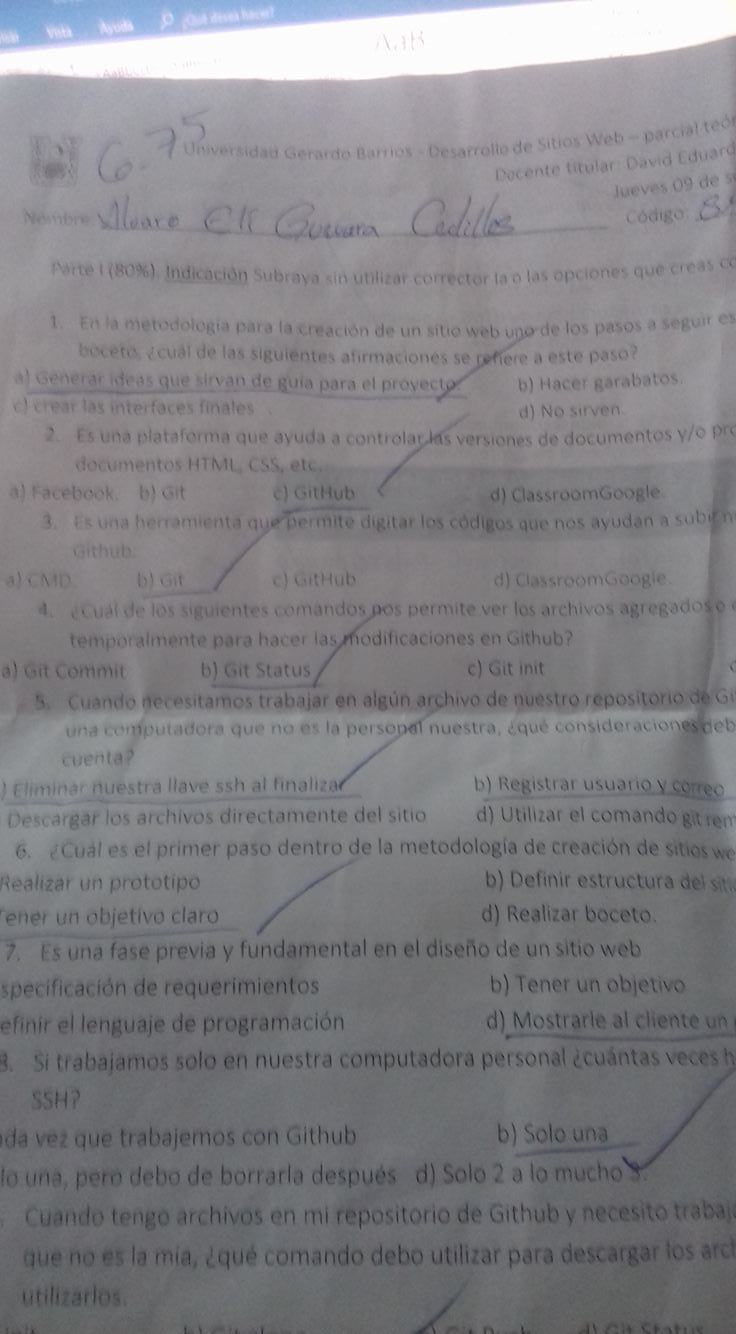 Vista Ayuda ¿Qué desea hacer?
AaB
6.75
Universidad Gerardo Barrios - Desarrollo de Sitios Web – parcial teór
Docente titular: David Eduard
Jueves 09 de s
Nombre Alvaro Eli Guevara Cedillos Código:
Parte I (80%). Indicación Subraya sin utilizar corrector la o las opciones que creas co
1. En la metodología para la creación de un sitio web uno de los pasos a seguir es
boceto, ¿cuál de las siguientes afirmaciones se refiere a este paso?
a) Generar ideas que sirvan de guía para el proyecto. b) Hacer garabatos.
c) crear las interfaces finales d) No sirven.
2. Es una plataforma que ayuda a controlar las versiones de documentos y/o pro
documentos HTML, CSS, etc.
a) Facebook. b) Git c) GitHub d) ClassroomGoogle
3. Es una herramienta que permite digitar los códigos que nos ayudan a subir n
Github.
a) CMD. b) Git c) GitHub d) ClassroomGoogle.
4. ¿Cuál de los siguientes comandos nos permite ver los archivos agregados o
temporalmente para hacer las modificaciones en Github?
a) Git Commit b) Git Status c) Git init
5. Cuando necesitamos trabajar en algún archivo de nuestro repositorio de Gi
una computadora que no es la personal nuestra, ¿qué consideraciones deb
cuenta?
) Eliminar nuestra llave ssh al finalizar b) Registrar usuario y correo
Descargar los archivos directamente del sitio d) Utilizar el comando git rem
6. ¿Cuál es el primer paso dentro de la metodología de creación de sitios we
Realizar un prototipo b) Definir estructura del siti
Tener un objetivo claro d) Realizar boceto.
7. Es una fase previa y fundamental en el diseño de un sitio web
specificación de requerimientos b) Tener un objetivo
efinir el lenguaje de programación d) Mostrarle al cliente un
8. Si trabajamos solo en nuestra computadora personal ¿cuántas veces h
SSH?
da vez que trabajemos con Github b) Solo una
lo una, pero debo de borrarla después d) Solo 2 a lo mucho 3.
Cuando tengo archivos en mi repositorio de Github y necesito trabaj
que no es la mía, ¿qué comando debo utilizar para descargar los arch
utilizarlos.